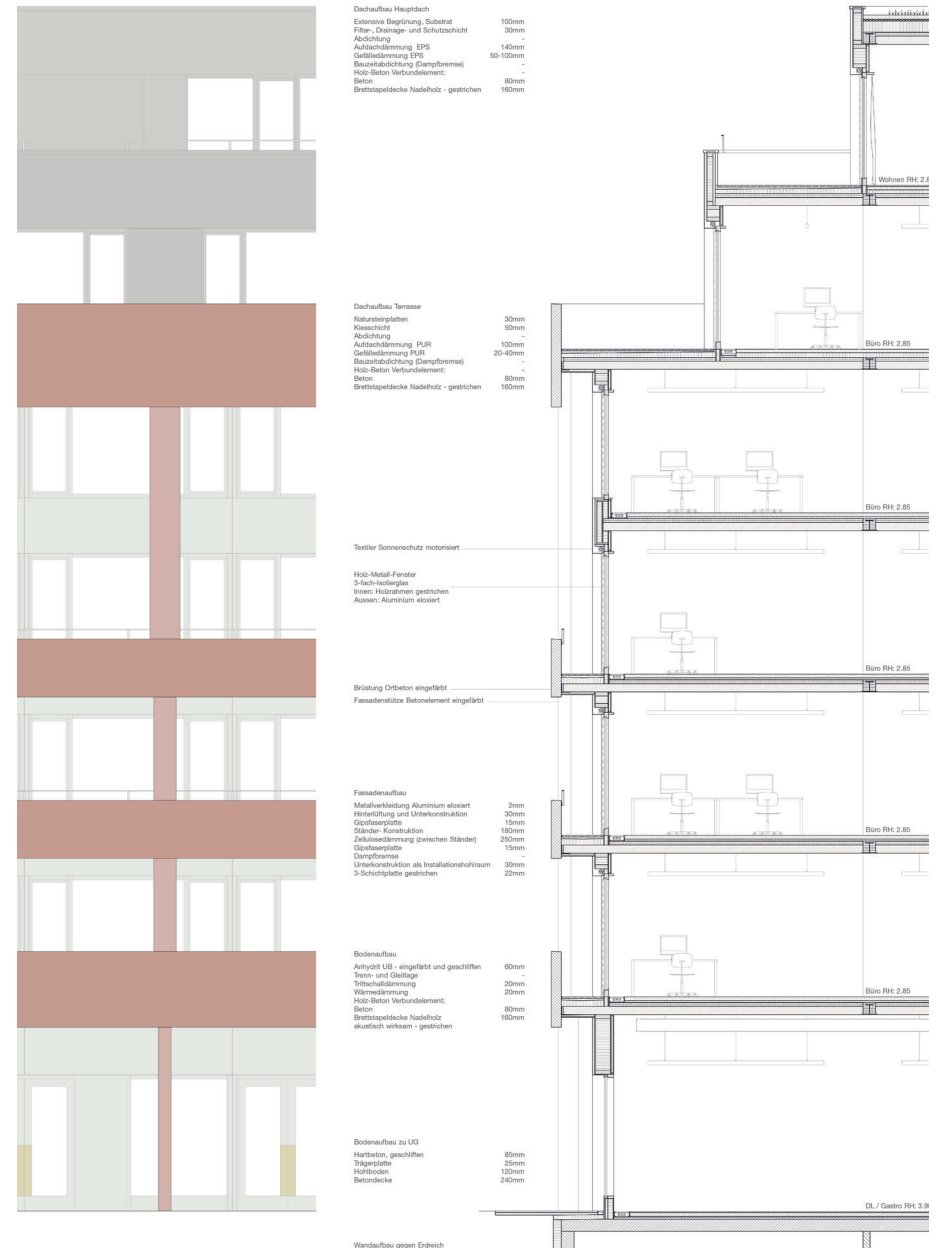 Dachaufbau Hauptdach
Extensive Begrünung, Substrat 100mm
Filter-, Drainage- und Schutzschicht 30mm
Abdichtung -
Aufdachdämmung EPS 140mm
Gefälledämmung EPS 50-100mm
Bauzeitabdichtung (Dampfbremse) -
Holz-Beton Verbundelement: -
Beton 80mm
Brettstapeldecke Nadelholz - gestrichen 160mm
Wohnen RH: 2.8
Dachaufbau Terrasse
Natursteinplatten 30mm
Kiesschicht 50mm
Abdichtung -
Aufdachdämmung PUR 100mm
Gefälledämmung PUR 20-40mm
Bauzeitabdichtung (Dampfbremse) -
Holz-Beton Verbundelement: -
Beton 80mm
Brettstapeldecke Nadelholz - gestrichen 160mm
Büro RH: 2.85
Büro RH: 2.85
Textiler Sonnenschutz motorisiert
Holz-Metall-Fenster
3-fach-Isolierglas
Innen: Holzrahmen gestrichen
Aussen: Aluminium eloxiert
Büro RH: 2.85
Brüstung Ortbeton eingefärbt
Fassadenstütze Betonelement eingefärbt
Fassadenaufbau
Metallverkleidung Aluminium eloxiert 2mm
Hinterlüftung und Unterkonstruktion 30mm
Gipsfaserplatte 15mm
Ständer- Konstruktion 180mm
Zellulosedämmung (zwischen Ständer) 250mm
Gipsfaserplatte 15mm
Dampfbremse -
Unterkonstruktion als Installationshohlraum 30mm
3-Schichtplatte gestrichen 22mm
Büro RH: 2.85
Bodenaufbau
Anhydrit UB - eingefärbt und geschliffen 60mm
Trenn- und Gleitlage -
Trittschalldämmung 20mm
Wärmedämmung 20mm
Holz-Beton Verbundelement:
Beton 80mm
Brettstapeldecke Nadelholz 160mm
akustisch wirksam - gestrichen
Büro RH: 2.85
Bodenaufbau zu UG
Hartbeton, geschliffen 85mm
Trägerplatte 25mm
Hohlboden 120mm
Betondecke 240mm
DL / Gastro RH: 3.9
Wandaufbau gegen Erdreich